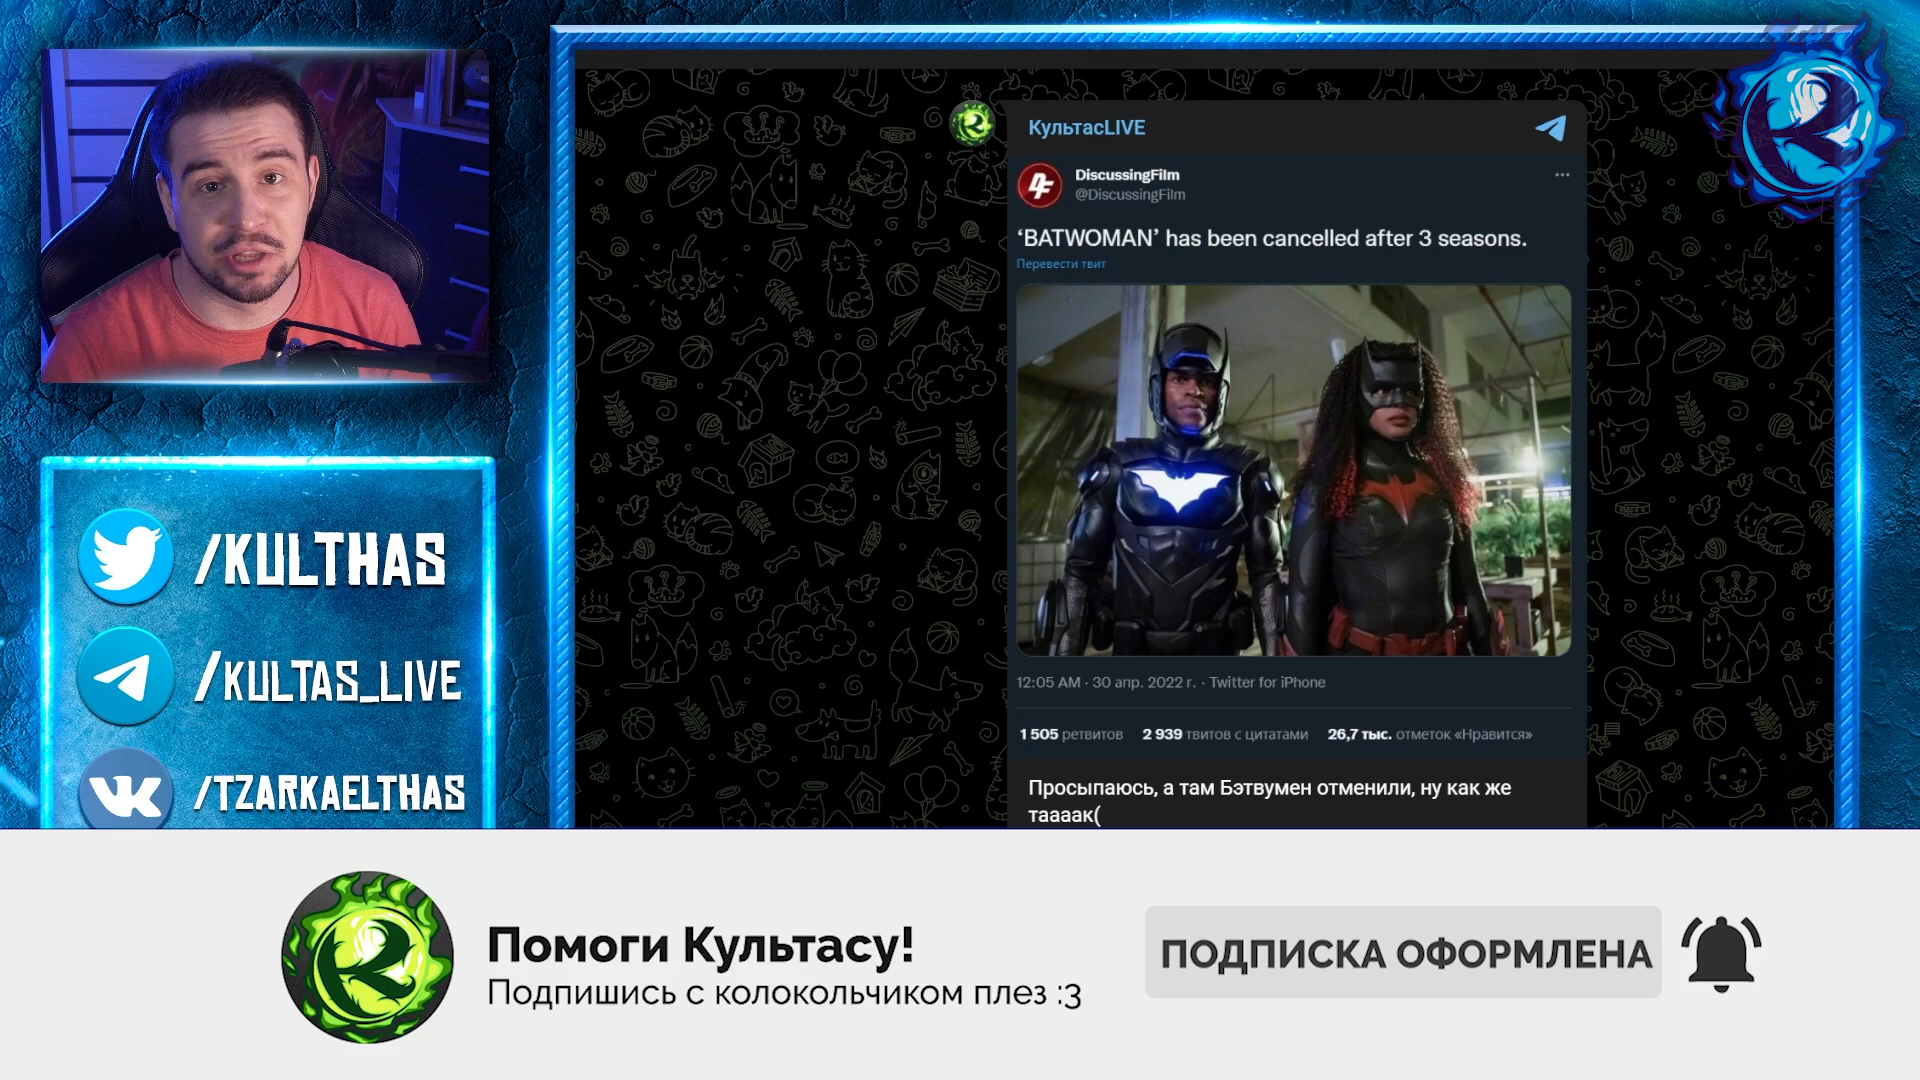 /KULTHAS
/KULTAS_LIVE
/TZARKAELTHAS
КультасLIVE
DiscussingFilm
@DiscussingFilm
‘BATWOMAN’ has been cancelled after 3 seasons.
Перевести твит
12:05 AM · 30 апр. 2022 г. · Twitter for iPhone
1 505 ретвитов 2 939 твитов с цитатами 26,7 тыс. отметок «Нравится»
Просыпаюсь, а там Бэтвумен отменили, ну как же
таааак(
Помоги Культасу!
Подпишись с колокольчиком плез :3
ПОДПИСКА ОФОРМЛЕНА